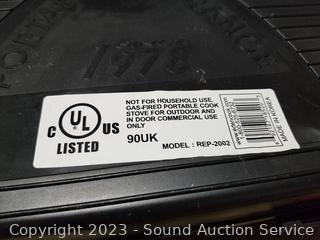 C UL US
LISTED
NOT FOR HOUSEHOLD USE.
GAS-FIRED PORTABLE COOK
STOVE FOR OUTDOOR AND
IN DOOR COMMERCIAL USE
ONLY
90UK
MODEL : REP-2002
MADE IN KOREA
Copyright 2023 - Sound Auction Service